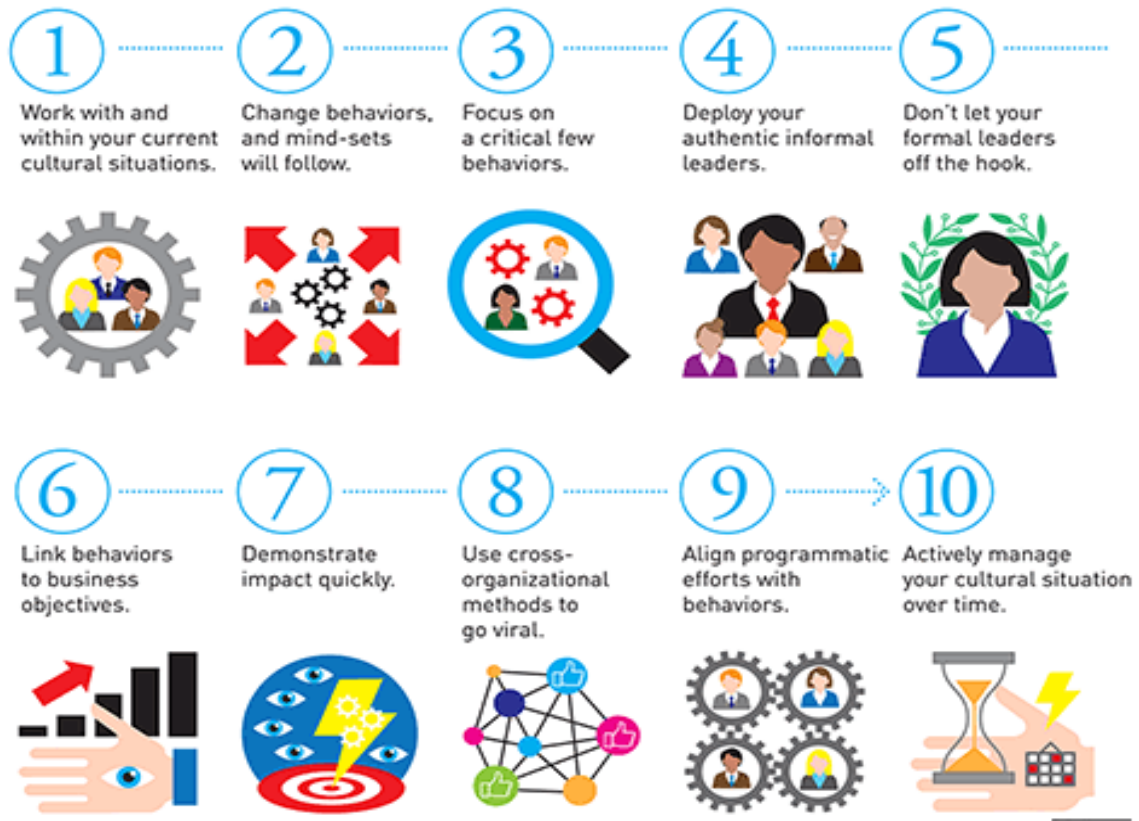 1
Work with and
within your current
cultural situations.
2
Change behaviors,
and mind-sets
will follow.
3
Focus on
a critical few
behaviors.
4
Deploy your
authentic informal
leaders.
5
Don't let your
formal leaders
off the hook.
6
Link behaviors
to business
objectives.
7
Demonstrate
impact quickly.
8
Use cross-
organizational
methods to
go viral.
9
Align programmatic
efforts with
behaviors.
10
Actively manage
your cultural situation
over time.